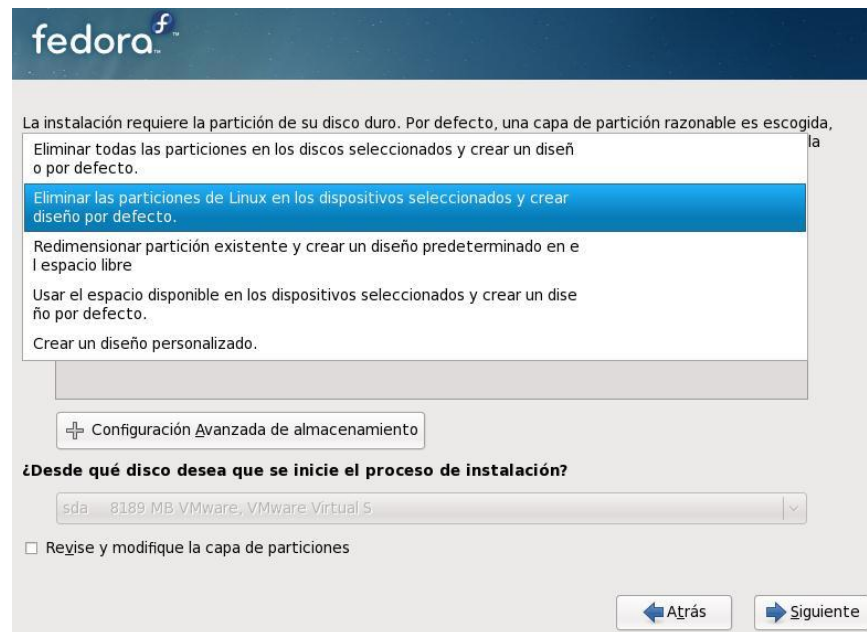 fedora
La instalación requiere la partición de su disco duro. Por defecto, una capa de partición razonable es escogida,
la
Eliminar todas las particiones en los discos seleccionados y crear un diseñ
o por defecto.
Eliminar las particiones de Linux en los dispositivos seleccionados y crear
diseño por defecto.
Redimensionar partición existente y crear un diseño predeterminado en e
l espacio libre
Usar el espacio disponible en los dispositivos seleccionados y crear un dise
ño por defecto.
Crear un diseño personalizado.
Configuración Avanzada de almacenamiento
¿Desde qué disco desea que se inicie el proceso de instalación?
sda 8189 MB VMware, VMware Virtual S
Revise y modifique la capa de particiones
Atrás
Siguiente